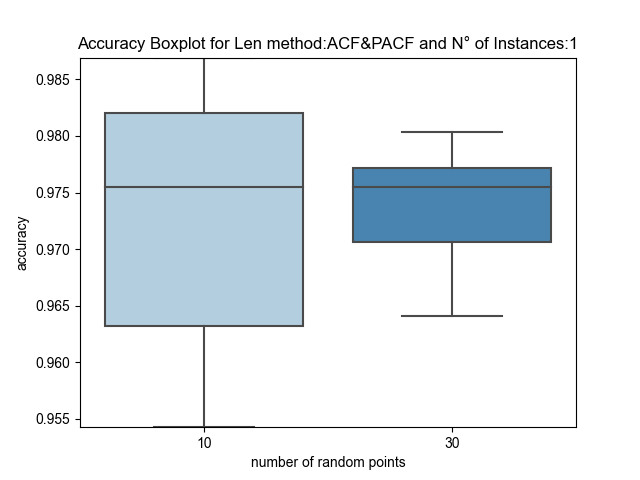 Accuracy Boxplot for Len method:ACF&PACF and N° of Instances:1
0.985
0.980
0.975
0.970
0.965
0.960
0.955
accuracy
10 30
number of random points